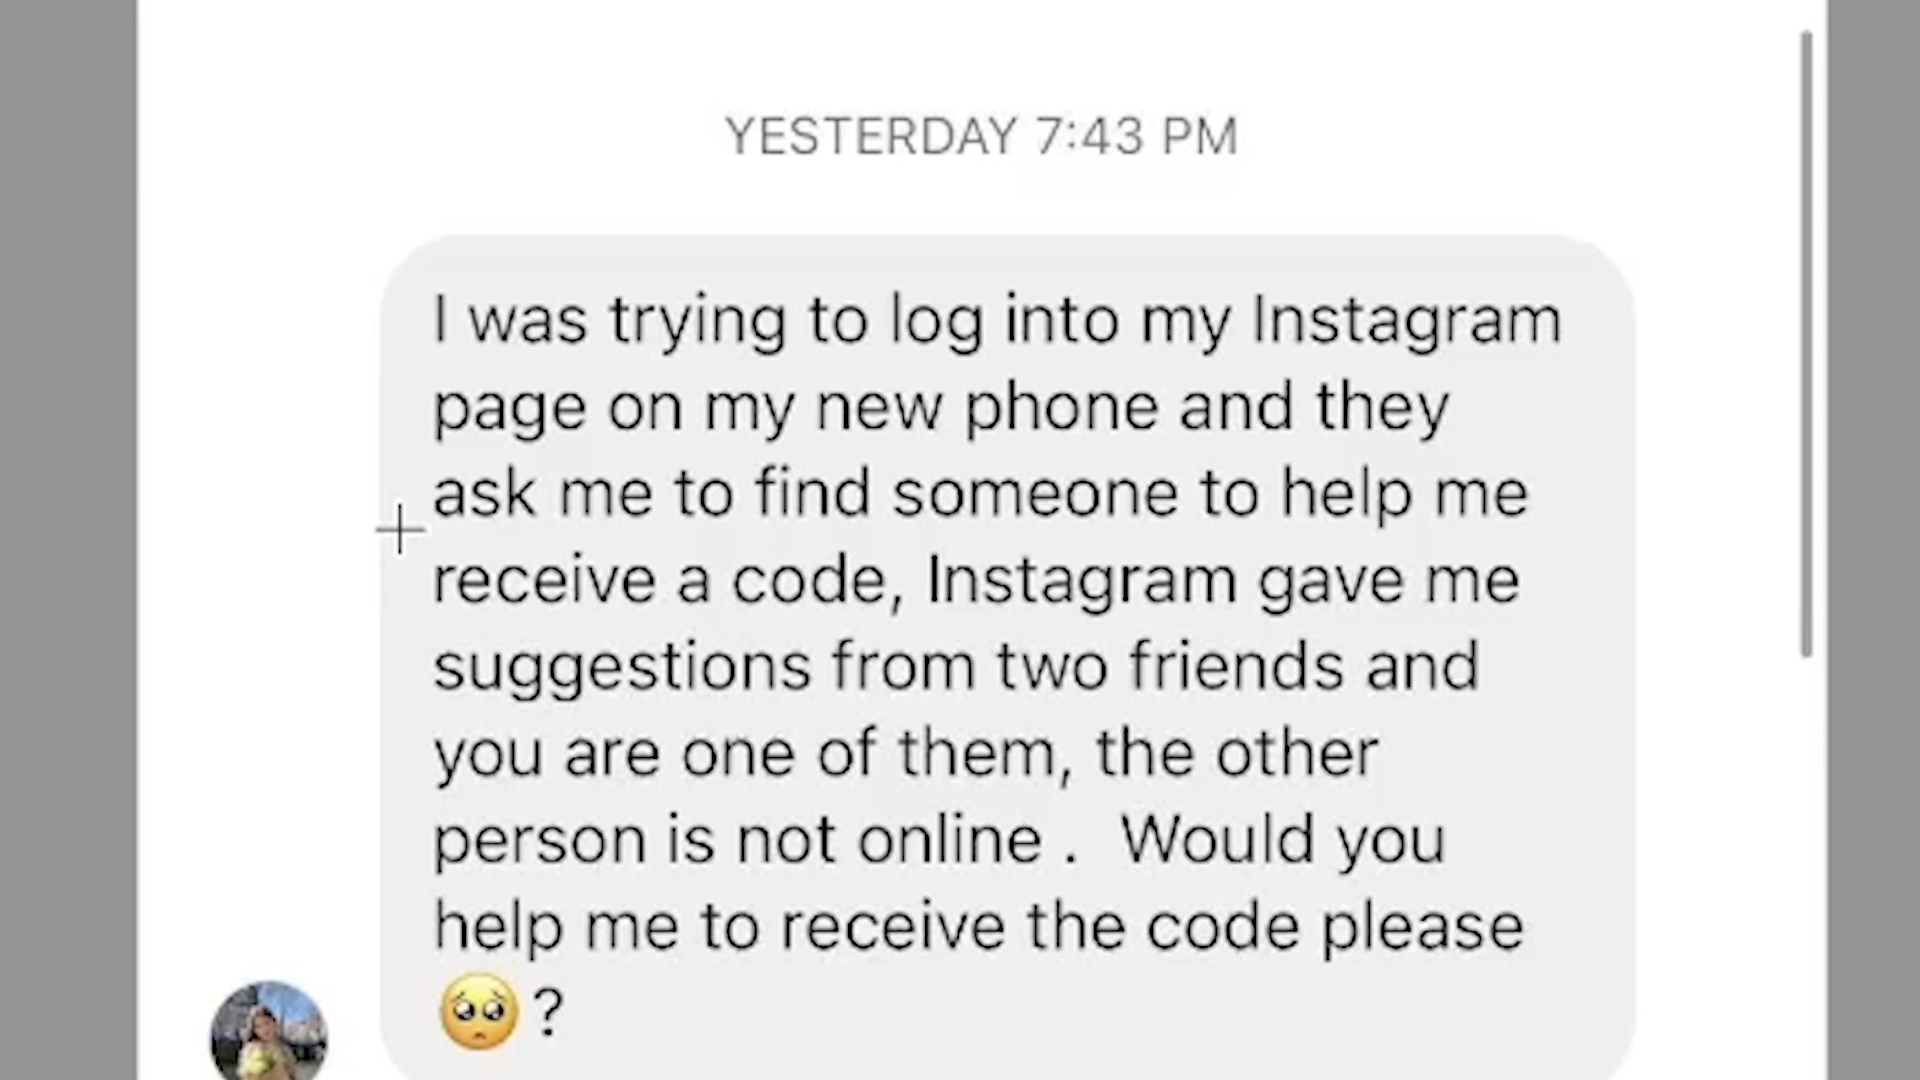 YESTERDAY 7:43 PM
I was trying to log into my Instagram
page on my new phone and they
ask me to find someone to help me
receive a code, Instagram gave me
suggestions from two friends and
you are one of them, the other
person is not online .  Would you
help me to receive the code please
🥺 ?